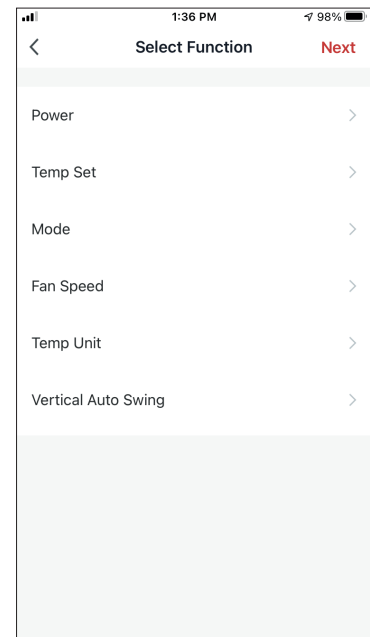 1:36 PM 98%
Select Function Next
Power
Temp Set
Mode
Fan Speed
Temp Unit
Vertical Auto Swing